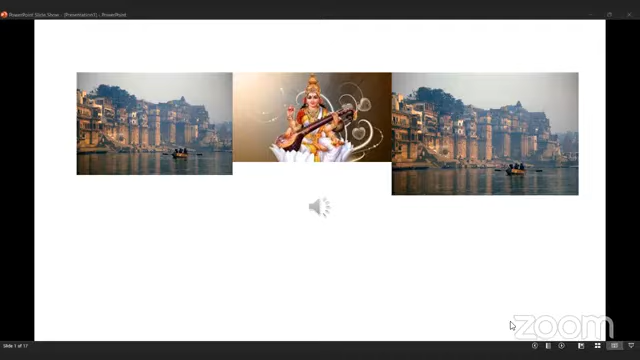 PowerPoint Slide Show - [Presentation1] - PowerPoint
zoom
Slide 1 of 17